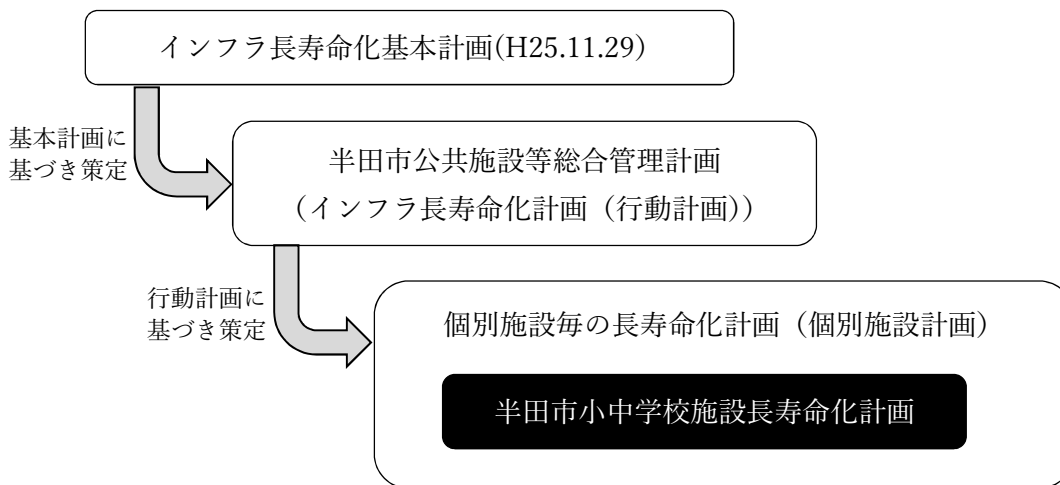 インフラ長寿命化基本計画(H25.11.29)
基本計画に
基づき策定
半田市公共施設等総合管理計画
（インフラ長寿命化計画（行動計画））
行動計画に
基づき策定
個別施設毎の長寿命化計画（個別施設計画）
半田市小中学校施設長寿命化計画